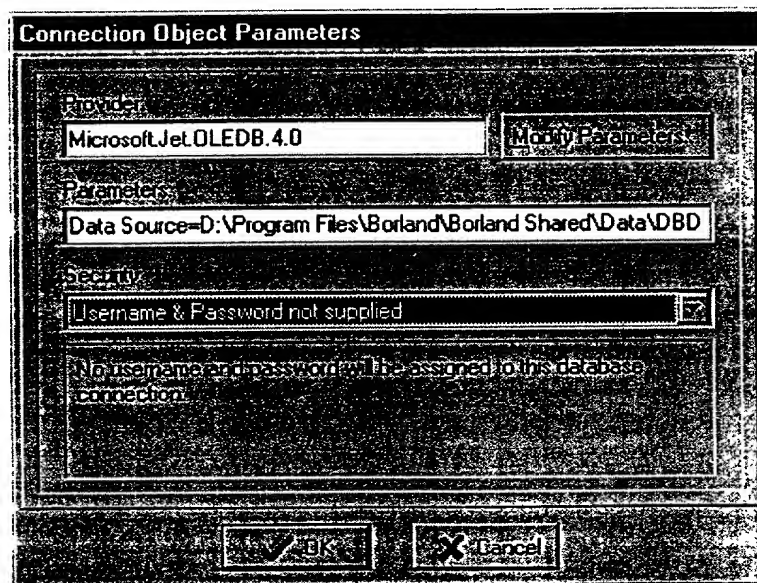 Connection Object Parameters
Provider:
Microsoft.Jet.OLEDB.4.0
Modify Parameters
Parameters:
Data Source=D:\Program Files\Borland\Borland Shared\Data\DBD
Security:
Username & Password not supplied
No username and password will be assigned to this database
connection.
OK
Cancel